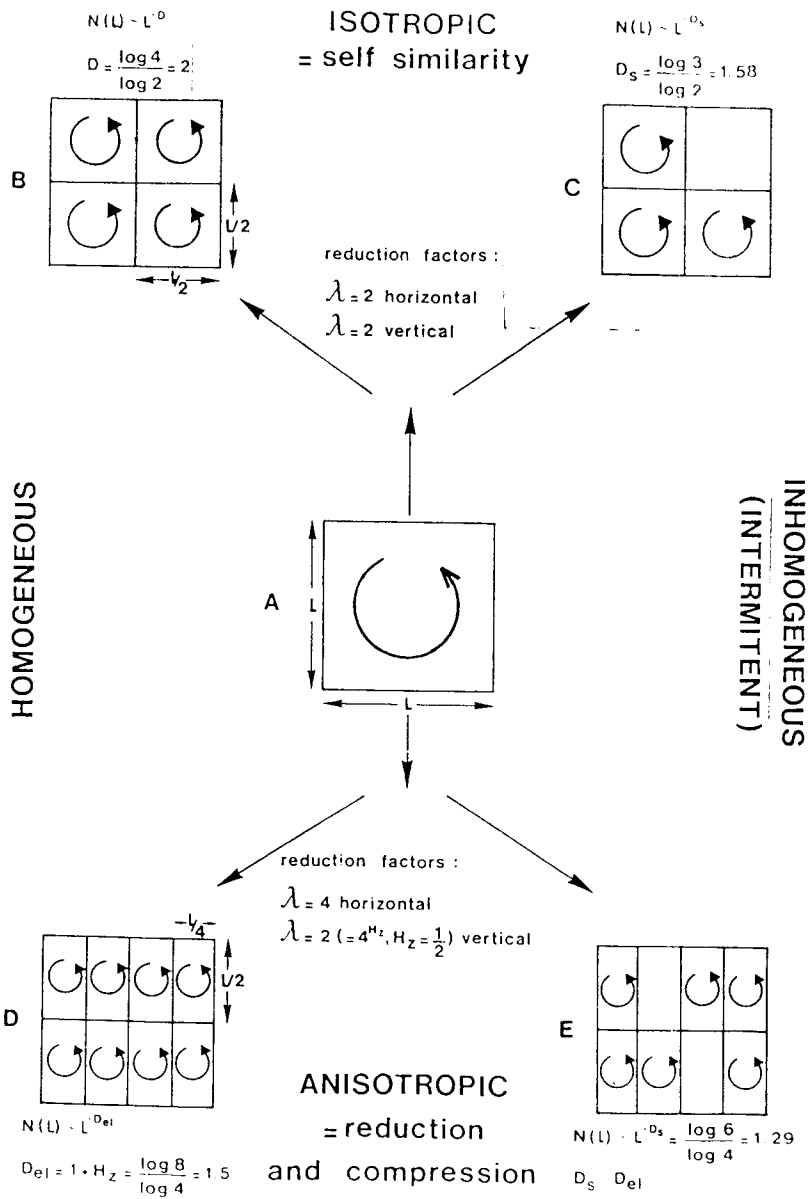 ISOTROPIC
= self similarity
N(L) ~ L^-D
D = log 4 / log 2 = 2
B
L/2
L/2
N(L) ~ L^-Ds
Ds = log 3 / log 2 = 1.58
C
reduction factors :
λ = 2 horizontal
λ = 2 vertical
HOMOGENEOUS
A
L
L
INHOMOGENEOUS
(INTERMITENT)
reduction factors :
λ = 4 horizontal
λ = 2 (= 4^Hz, Hz = 1/2) vertical
L/4
L/2
D
E
N(L) ~ L^-Del
Del = 1 + Hz = log 8 / log 4 = 1.5
ANISOTROPIC
= reduction
and compression
N(L) ~ L^-Ds = log 6 / log 4 = 1.29
Ds Del